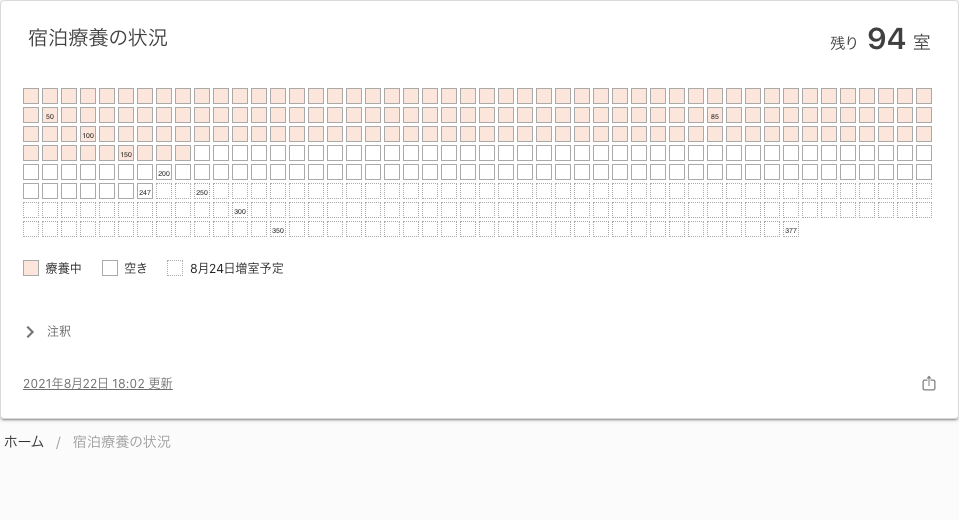 宿泊療養の状況
残り 94 室
50
85
100
150
200
247
250
300
350
377
療養中
空き
8月24日増室予定
注釈
2021年8月22日 18:02 更新
ホーム / 宿泊療養の状況